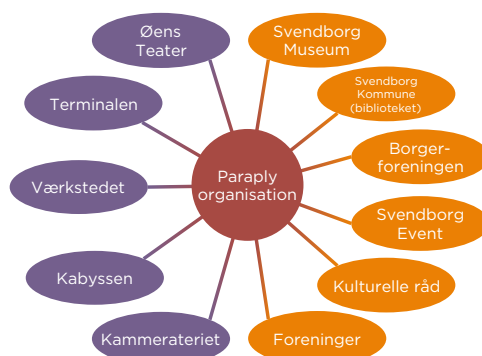 Øens
Teater
Svendborg
Museum
Terminalen
Svendborg
Kommune
(biblioteket)
Værkstedet
Paraply
organisation
Borger-
foreningen
Svendborg
Event
Kabyssen
Kulturelle råd
Kammerateriet
Foreninger